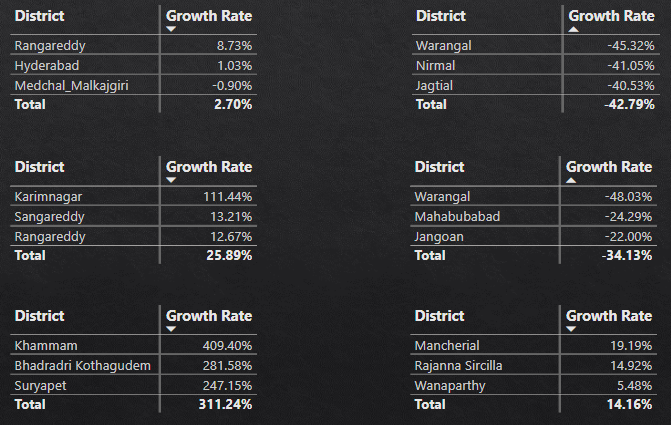 District Growth Rate
Rangareddy 8.73%
Hyderabad 1.03%
Medchal_Malkajgiri -0.90%
Total 2.70%
District Growth Rate
Warangal -45.32%
Nirmal -41.05%
Jagtial -40.53%
Total -42.79%
District Growth Rate
Karimnagar 111.44%
Sangareddy 13.21%
Rangareddy 12.67%
Total 25.89%
District Growth Rate
Warangal -48.03%
Mahabubabad -24.29%
Jangoan -22.00%
Total -34.13%
District Growth Rate
Khammam 409.40%
Bhadradri Kothagudem 281.58%
Suryapet 247.15%
Total 311.24%
District Growth Rate
Mancherial 19.19%
Rajanna Sircilla 14.92%
Wanaparthy 5.48%
Total 14.16%